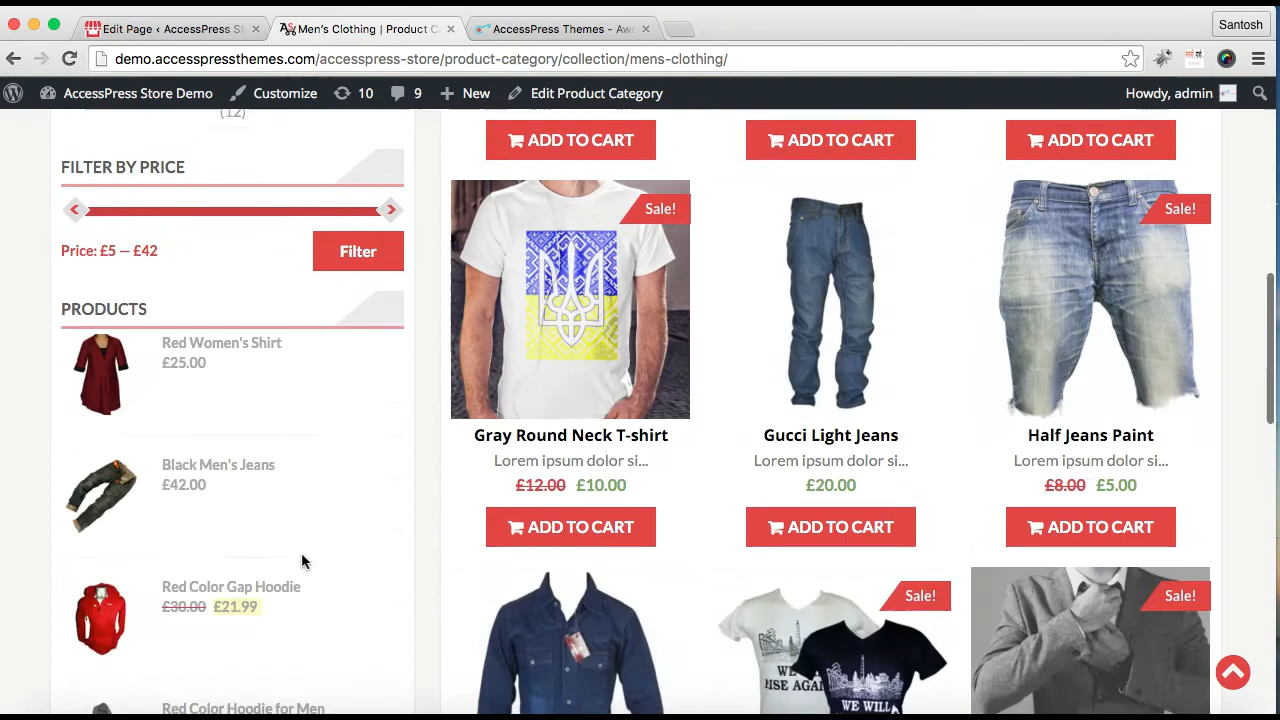 Edit Page ‹ AccessPress St
Men's Clothing | Product C
AccessPress Themes - Aw
Santosh
demo.accesspressthemes.com/accesspress-store/product-category/collection/mens-clothing/
AccessPress Store Demo
Customize
10
9
New
Edit Product Category
Howdy, admin
(12)
FILTER BY PRICE
Price: £5 — £42
Filter
PRODUCTS
Red Women's Shirt
£25.00
Black Men's Jeans
£42.00
Red Color Gap Hoodie
£30.00 £21.99
Red Color Hoodie for Men
ADD TO CART
ADD TO CART
ADD TO CART
Sale!
Sale!
Gray Round Neck T-shirt
Gucci Light Jeans
Half Jeans Paint
Lorem ipsum dolor si...
Lorem ipsum dolor si...
Lorem ipsum dolor si...
£12.00 £10.00
£20.00
£8.00 £5.00
ADD TO CART
ADD TO CART
ADD TO CART
Sale!
Sale!
RISE AGAI
WE WILL